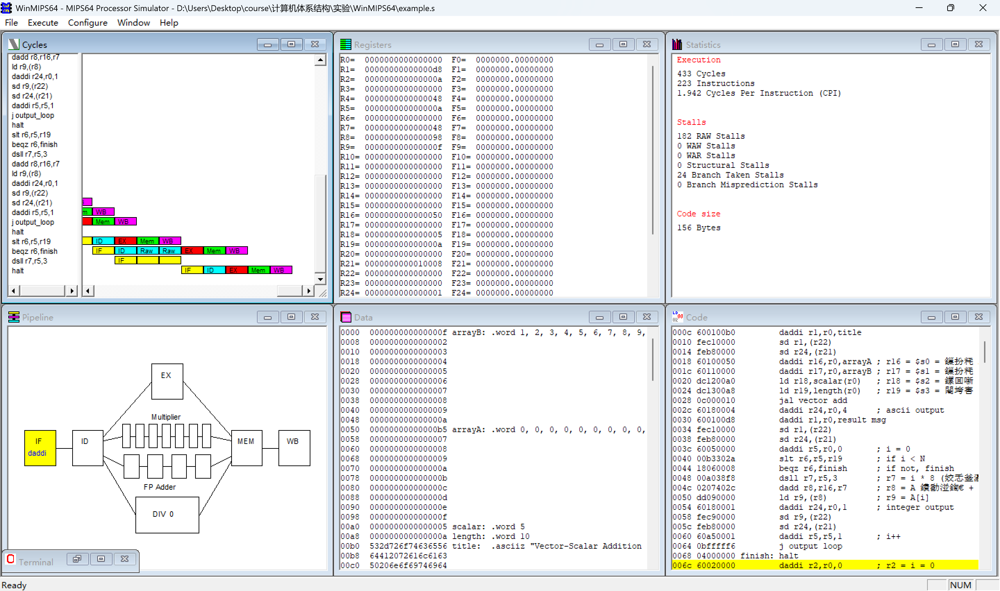 WinMIPS64 - MIPS64 Processor Simulator - D:\Users\Desktop\course\计算机体系结构\实验\WinMIPS64\example.s
File Execute Configure Window Help
Cycles
dadd r8,r16,r7
ld r9,(r8)
daddi r24,r0,1
sd r9,(r22)
sd r24,(r21)
daddi r5,r5,1
j output_loop
halt
slt r6,r5,r19
beqz r6,finish
dsll r7,r5,3
dadd r8,r16,r7
ld r9,(r8)
daddi r24,r0,1
sd r9,(r22)
sd r24,(r21)
daddi r5,r5,1 m WB
j output_loop Mem WB
halt
slt r6,r5,r19 ID EX Mem WB
beqz r6,finish IF ID Raw Raw EX Mem WB
dsll r7,r5,3 IF
halt IF ID EX Mem WB
Registers
R0= 0000000000000000 F0= 0000000.00000000
R1= 00000000000000d8 F1= 0000000.00000000
R2= 000000000000000a F2= 0000000.00000000
R3= 0000000000000000 F3= 0000000.00000000
R4= 0000000000000048 F4= 0000000.00000000
R5= 000000000000000a F5= 0000000.00000000
R6= 0000000000000000 F6= 0000000.00000000
R7= 0000000000000048 F7= 0000000.00000000
R8= 0000000000000098 F8= 0000000.00000000
R9= 000000000000000f F9= 0000000.00000000
R10= 0000000000000000 F10= 0000000.00000000
R11= 0000000000000000 F11= 0000000.00000000
R12= 0000000000000000 F12= 0000000.00000000
R13= 0000000000000000 F13= 0000000.00000000
R14= 0000000000000000 F14= 0000000.00000000
R15= 0000000000000000 F15= 0000000.00000000
R16= 0000000000000050 F16= 0000000.00000000
R17= 0000000000000000 F17= 0000000.00000000
R18= 0000000000000005 F18= 0000000.00000000
R19= 000000000000000a F19= 0000000.00000000
R20= 0000000000000000 F20= 0000000.00000000
R21= 0000000000010008 F21= 0000000.00000000
R22= 0000000000000000 F22= 0000000.00000000
R23= 0000000000000000 F23= 0000000.00000000
R24= 0000000000000001 F24= 0000000.00000000
Statistics
Execution
433 Cycles
223 Instructions
1.942 Cycles Per Instruction (CPI)
Stalls
182 RAW Stalls
0 WAW Stalls
0 WAR Stalls
0 Structural Stalls
24 Branch Taken Stalls
0 Branch Misprediction Stalls
Code size
156 Bytes
Pipeline
EX
Multiplier
IF
daddi
ID
MEM
WB
FP Adder
DIV 0
Terminal
Data
0000 000000000000000f arrayB: .word 1, 2, 3, 4, 5, 6, 7, 8, 9,
0008 0000000000000002
0010 0000000000000003
0018 0000000000000004
0020 0000000000000005
0028 0000000000000006
0030 0000000000000007
0038 0000000000000008
0040 0000000000000009
0048 000000000000000a
0050 00000000000000b5 arrayA: .word 0, 0, 0, 0, 0, 0, 0, 0, 0,
0058 0000000000000007
0060 0000000000000008
0068 0000000000000009
0070 000000000000000a
0078 000000000000000b
0080 000000000000000c
0088 000000000000000d
0090 000000000000000e
0098 000000000000000f
00a0 0000000000000005 scalar: .word 5
00a8 000000000000000a length: .word 10
00b0 532d726f74636556 title: .asciiz "Vector-Scalar Addition
00b8 64412072616c6163
00c0 50206e6f69746964
Code
000c 600100b0 daddi r1,r0,title
0010 fec10000 sd r1,(r22)
0014 feb80000 sd r24,(r21)
0018 60100050 daddi r16,r0,arrayA ; r16 = $s0 =
001c 60110000 daddi r17,r0,arrayB ; r17 = $s1 =
0020 dc1200a0 ld r18,scalar(r0) ; r18 = $s2 =
0024 dc1300a8 ld r19,length(r0) ; r19 = $s3 =
0028 0c000010 jal vector add
002c 60180004 daddi r24,r0,4 ; ascii output
0030 600100d8 daddi r1,r0,result msg
0034 fec10000 sd r1,(r22)
0038 feb80000 sd r24,(r21)
003c 60050000 daddi r5,r0,0 ; i = 0
0040 00b3302a slt r6,r5,r19 ; if i < N
0044 18060008 beqz r6,finish ; if not, finish
0048 00a038f8 dsll r7,r5,3 ; r7 = i * 8 (
004c 0207402c dadd r8,r16,r7 ; r8 = A +
0050 dd090000 ld r9,(r8) ; r9 = A[i]
0054 60180001 daddi r24,r0,1 ; integer output
0058 fec90000 sd r9,(r22)
005c feb80000 sd r24,(r21)
0060 60a50001 daddi r5,r5,1 ; i++
0064 0bfffff6 j output loop
0068 04000000 finish: halt
006c 60020000 daddi r2,r0,0 ; r2 = i = 0
Ready
NUM